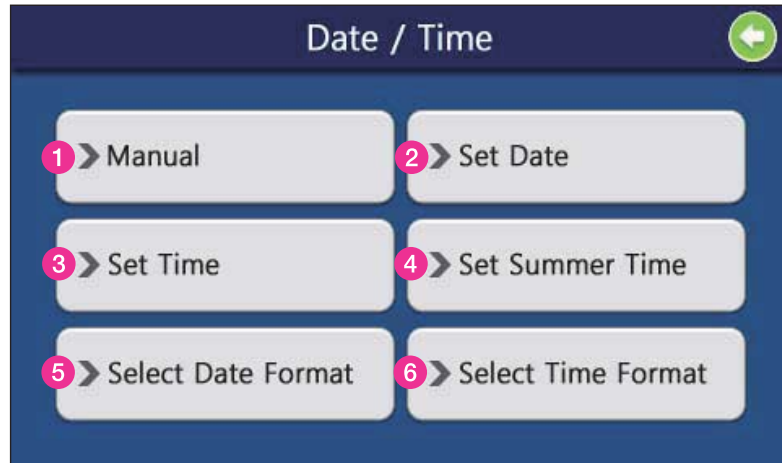 Date / Time
1 Manual
2 Set Date
3 Set Time
4 Set Summer Time
5 Select Date Format
6 Select Time Format